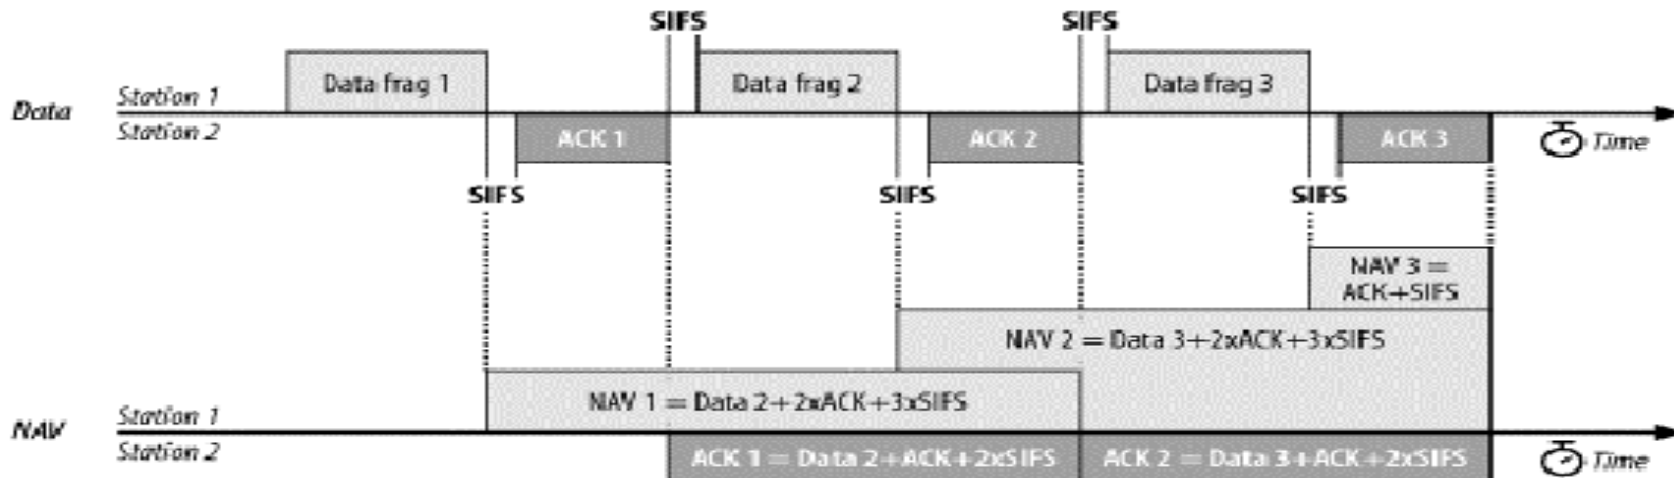 SIFS SIFS
Data frag 1 Data frag 2 Data frag 3
Station 1
Data
Station 2
ACK 1 ACK 2 ACK 3
Time
SIFS SIFS SIFS
NAV 3 =
ACK+SIFS
NAV 2 = Data 3+2xACK+3xSIFS
NAV 1 = Data 2+2xACK+3xSIFS
Station 1
NAV
Station 2
ACK 1 = Data 2+ACK+2xSIFS ACK 2 = Data 3+ACK+2xSIFS
Time